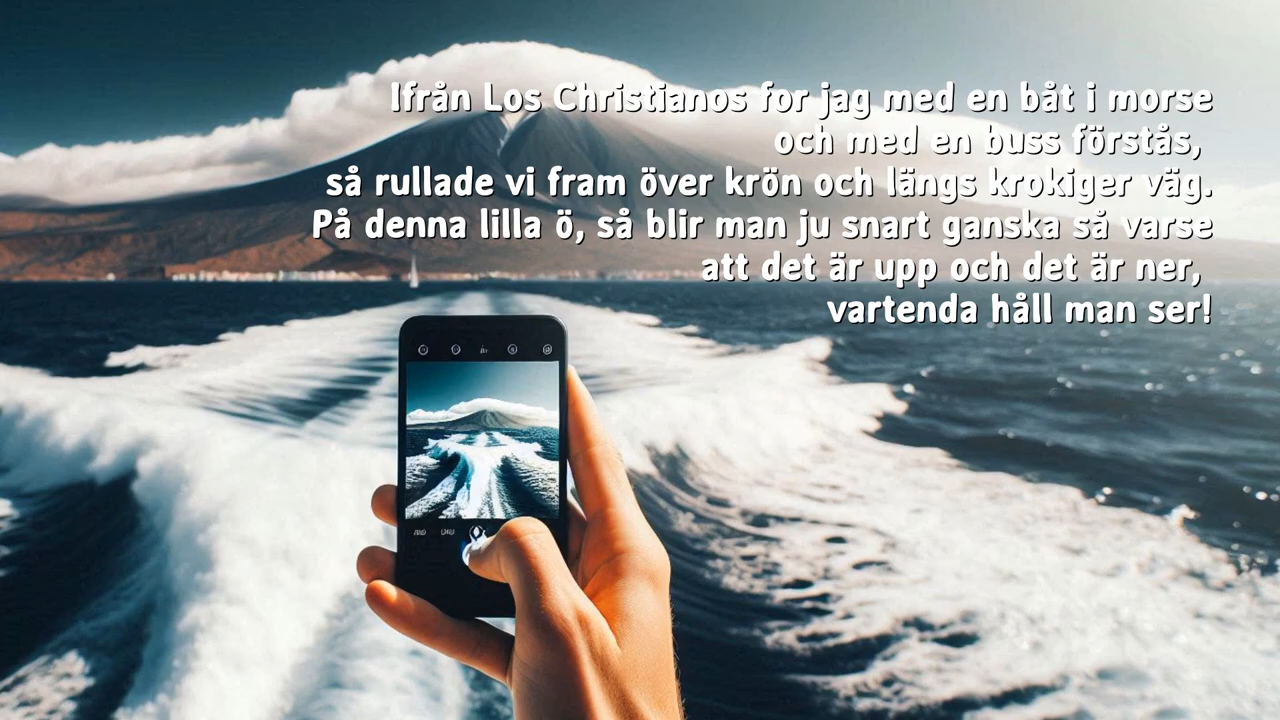 Ifrån Los Christianos for jag med en båt i morse
och med en buss förstås,
så rullade vi fram över krön och längs krokiger väg.
På denna lilla ö, så blir man ju snart ganska så varse
att det är upp och det är ner,
vartenda håll man ser!